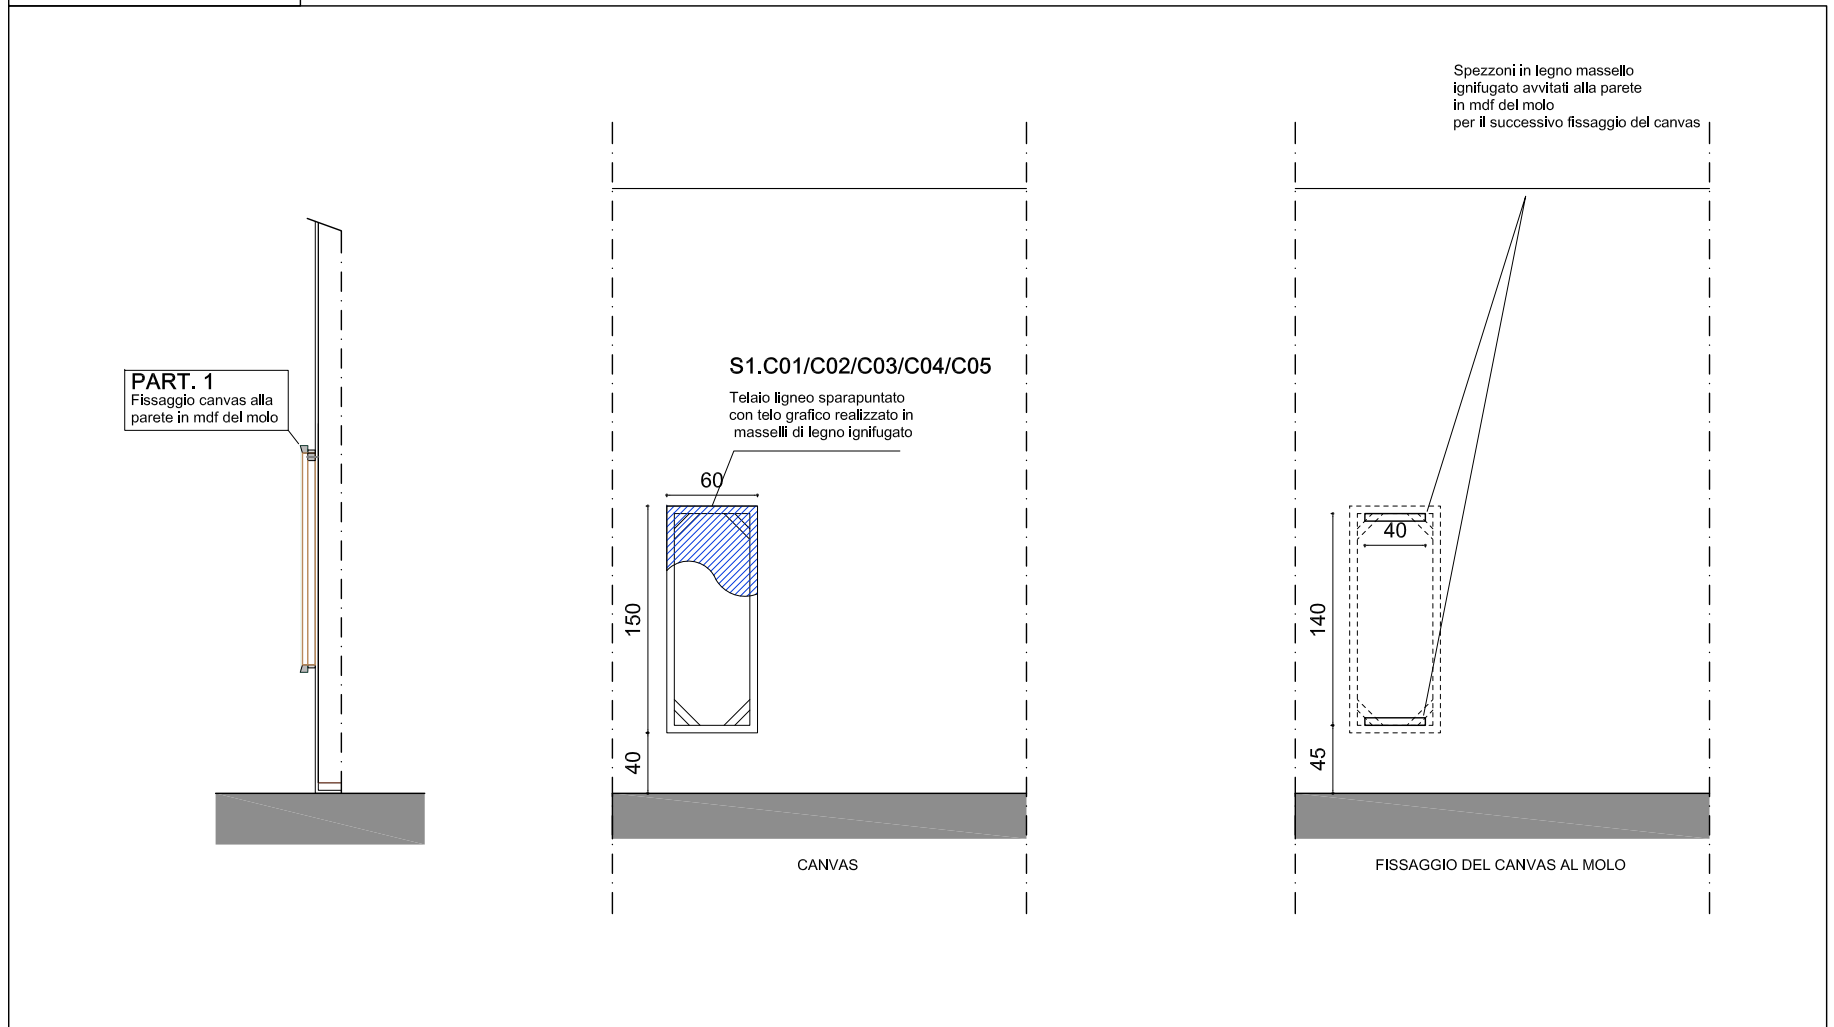 PART. 1
Fissaggio canvas alla
parete in mdf del molo
S1.C01/C02/C03/C04/C05
Telaio ligneo sparapuntato
con telo grafico realizzato in
masselli di legno ignifugato
60
150
40
CANVAS
Spezzoni in legno massello
ignifugato avvitati alla parete
in mdf del molo
per il successivo fissaggio del canvas
40
140
45
FISSAGGIO DEL CANVAS AL MOLO